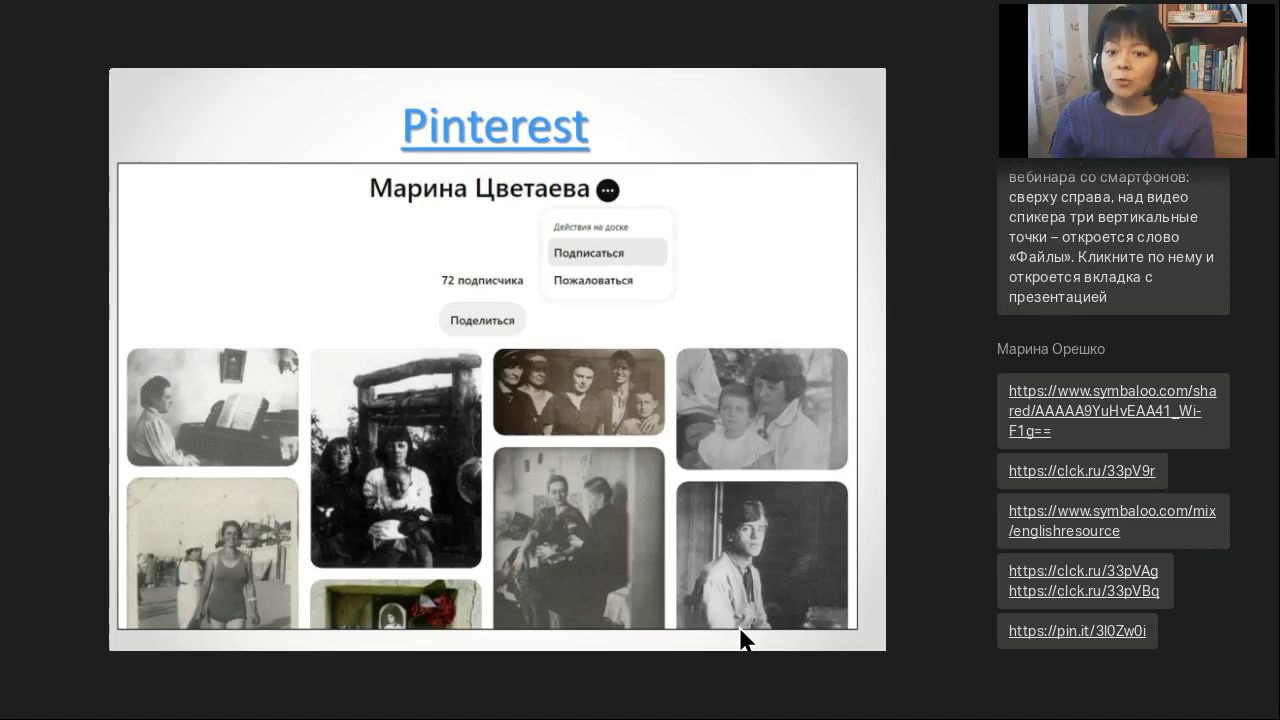 Pinterest
Марина Цветаева
Действия на доске
Подписаться
72 подписчика
Пожаловаться
Поделиться
вебинара со смартфонов:
сверху справа, над видео
спикера три вертикальные
точки – откроется слово
«Файлы». Кликните по нему и
откроется вкладка с
презентацией
Марина Орешко
https://www.symbaloo.com/sha
red/AAAAA9YuHvEAA41_Wi-
F1g==
https://clck.ru/33pV9r
https://www.symbaloo.com/mix
/englishresource
https://clck.ru/33pVAg
https://clck.ru/33pVBq
https://pin.it/3l0Zw0i